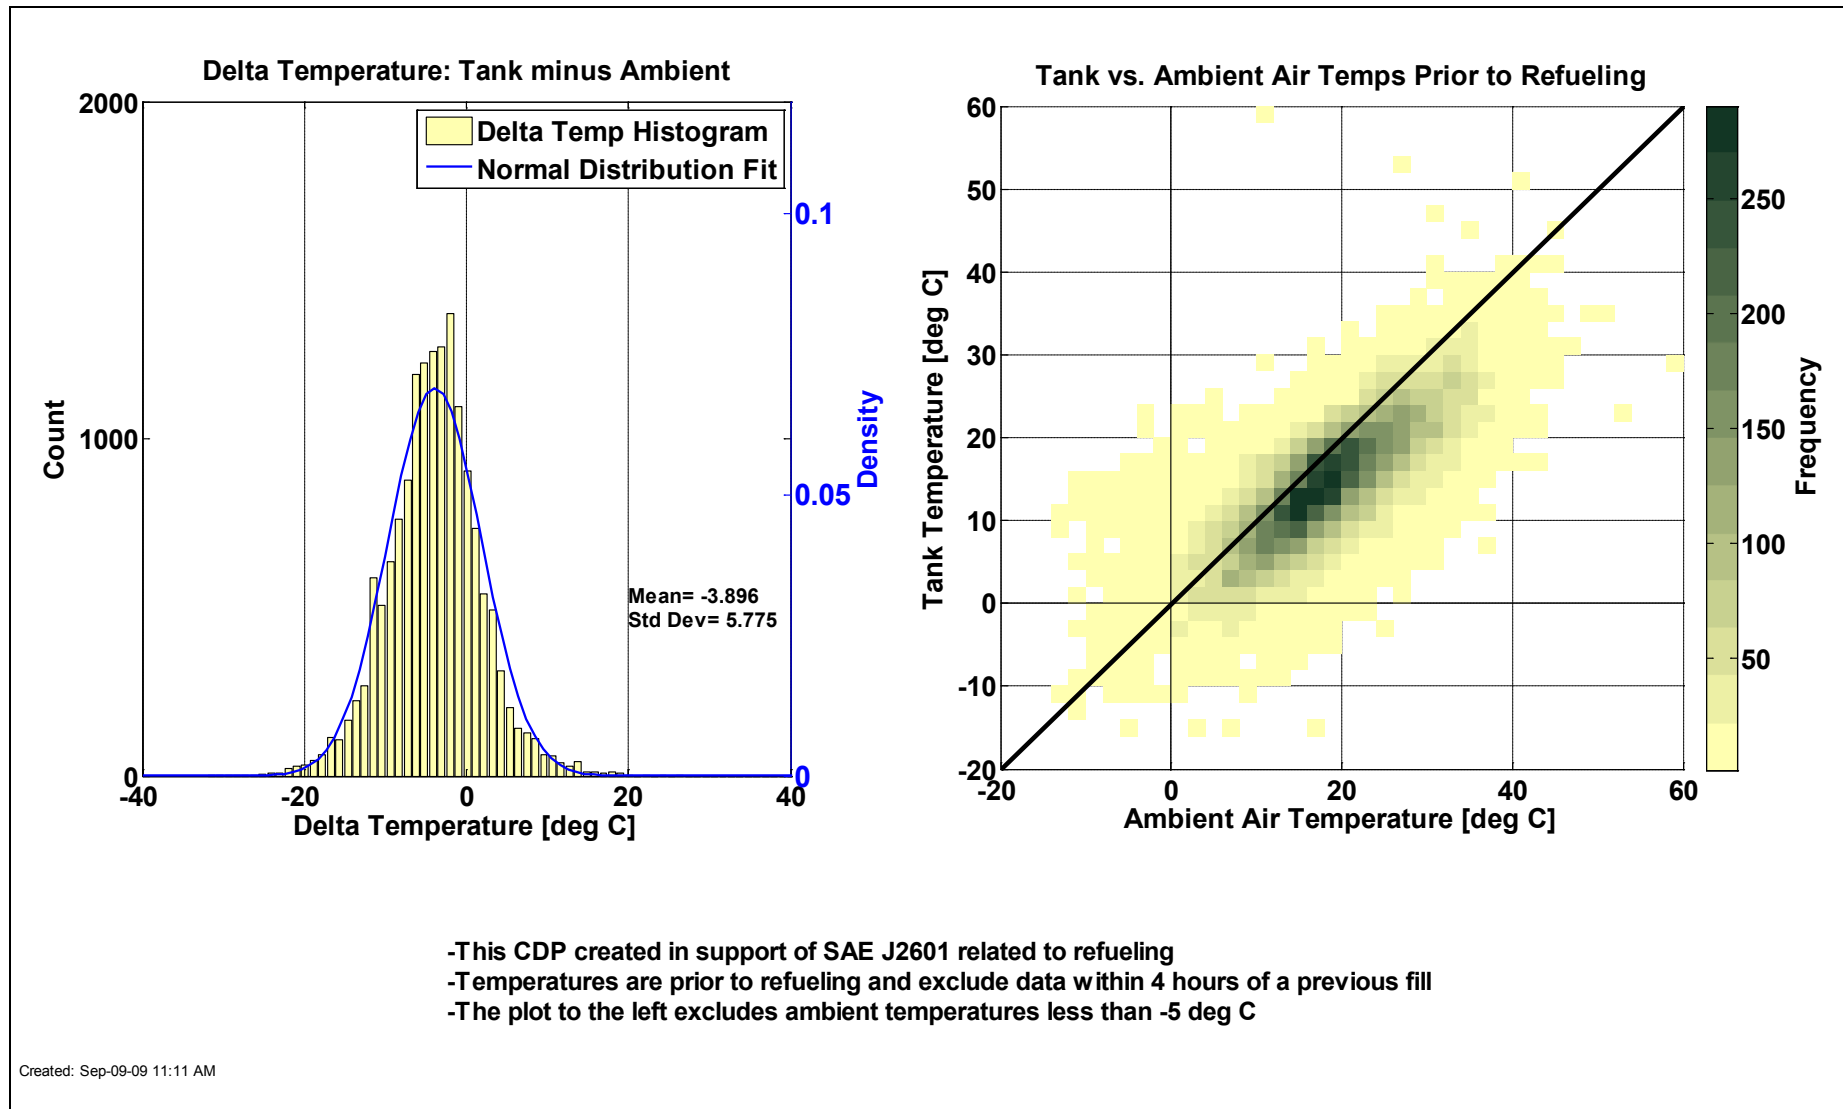 Delta Temperature: Tank minus Ambient
2000
1000
0
Count
Delta Temp Histogram
Normal Distribution Fit
0.1
0.05
0
Density
Mean= -3.896
Std Dev= 5.775
-40
-20
0
20
40
Delta Temperature [deg C]
Tank vs. Ambient Air Temps Prior to Refueling
60
50
40
30
20
10
0
-10
-20
Tank Temperature [deg C]
-20
0
20
40
60
Ambient Air Temperature [deg C]
250
200
150
100
50
Frequency
-This CDP created in support of SAE J2601 related to refueling
-Temperatures are prior to refueling and exclude data within 4 hours of a previous fill
-The plot to the left excludes ambient temperatures less than -5 deg C
Created: Sep-09-09 11:11 AM